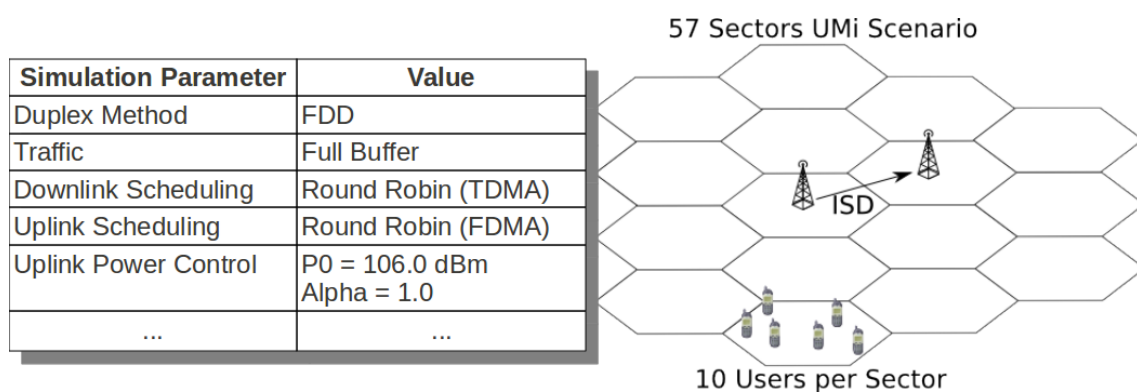 57 Sectors UMi Scenario
Simulation Parameter Value
Duplex Method FDD
Traffic Full Buffer
Downlink Scheduling Round Robin (TDMA)
Uplink Scheduling Round Robin (FDMA)
Uplink Power Control P0 = 106.0 dBm
Alpha = 1.0
... ...
ISD
10 Users per Sector